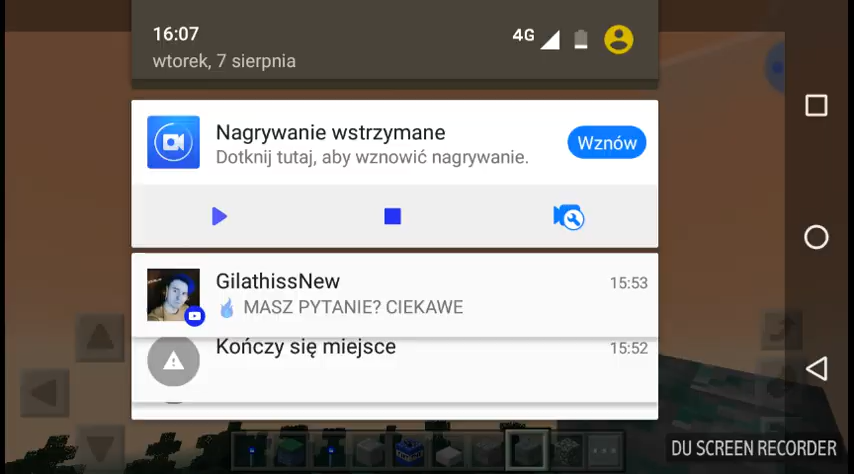 16:07
4G
wtorek, 7 sierpnia
Nagrywanie wstrzymane
Dotknij tutaj, aby wznowić nagrywanie.
Wznów
GilathissNew
15:53
MASZ PYTANIE? CIEKAWE
Kończy się miejsce
15:52
DU SCREEN RECORDER